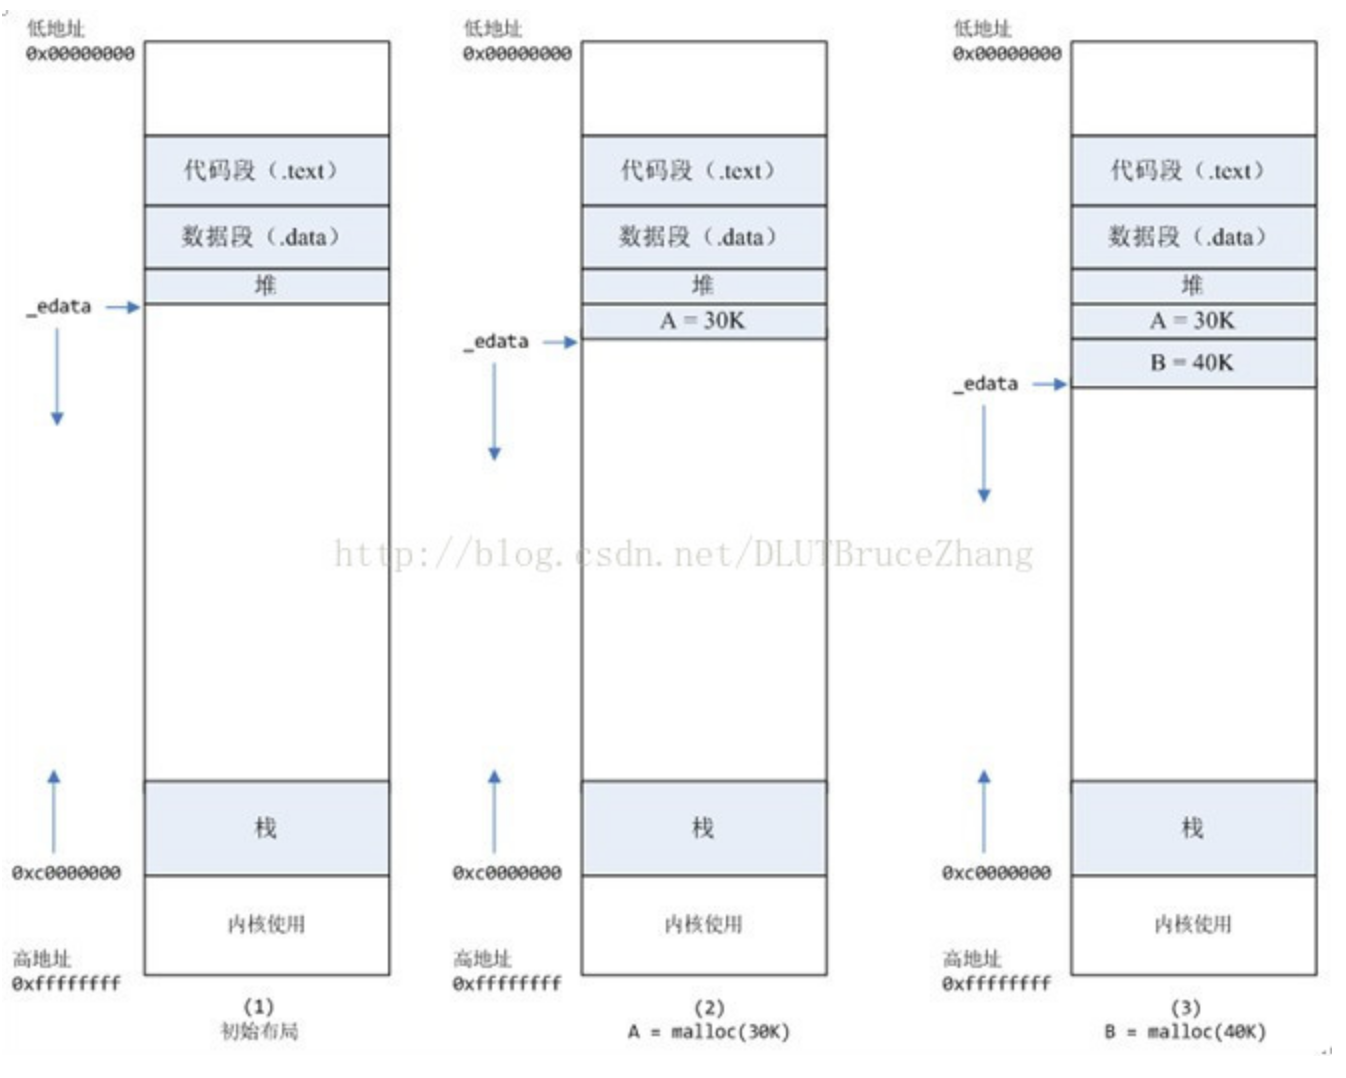 低地址
0x00000000
代码段（.text）
数据段（.data）
堆
_edata
栈
0xc0000000
内核使用
高地址
0xffffffff
(1)
初始布局
低地址
0x00000000
代码段（.text）
数据段（.data）
堆
A = 30K
_edata
栈
0xc0000000
内核使用
高地址
0xffffffff
(2)
A = malloc(30K)
低地址
0x00000000
代码段（.text）
数据段（.data）
堆
A = 30K
B = 40K
_edata
栈
0xc0000000
内核使用
高地址
0xffffffff
(3)
B = malloc(40K)
http://blog.csdn.net/DLUTBruceZhang